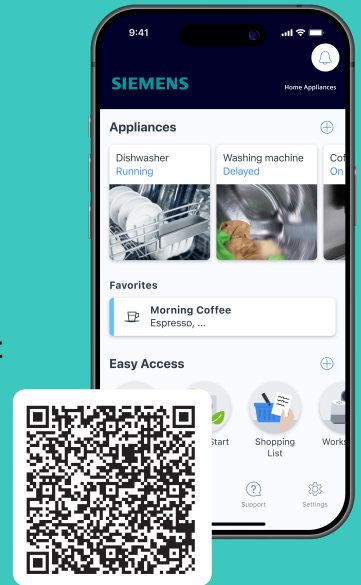 9:41
SIEMENS
Home Appliances
Appliances
Dishwasher
Running
Washing machine
Delayed
Cof
On
Favorites
Morning Coffee
Espresso, ...
Easy Access
Start
Shopping
List
Works
Support
Settings